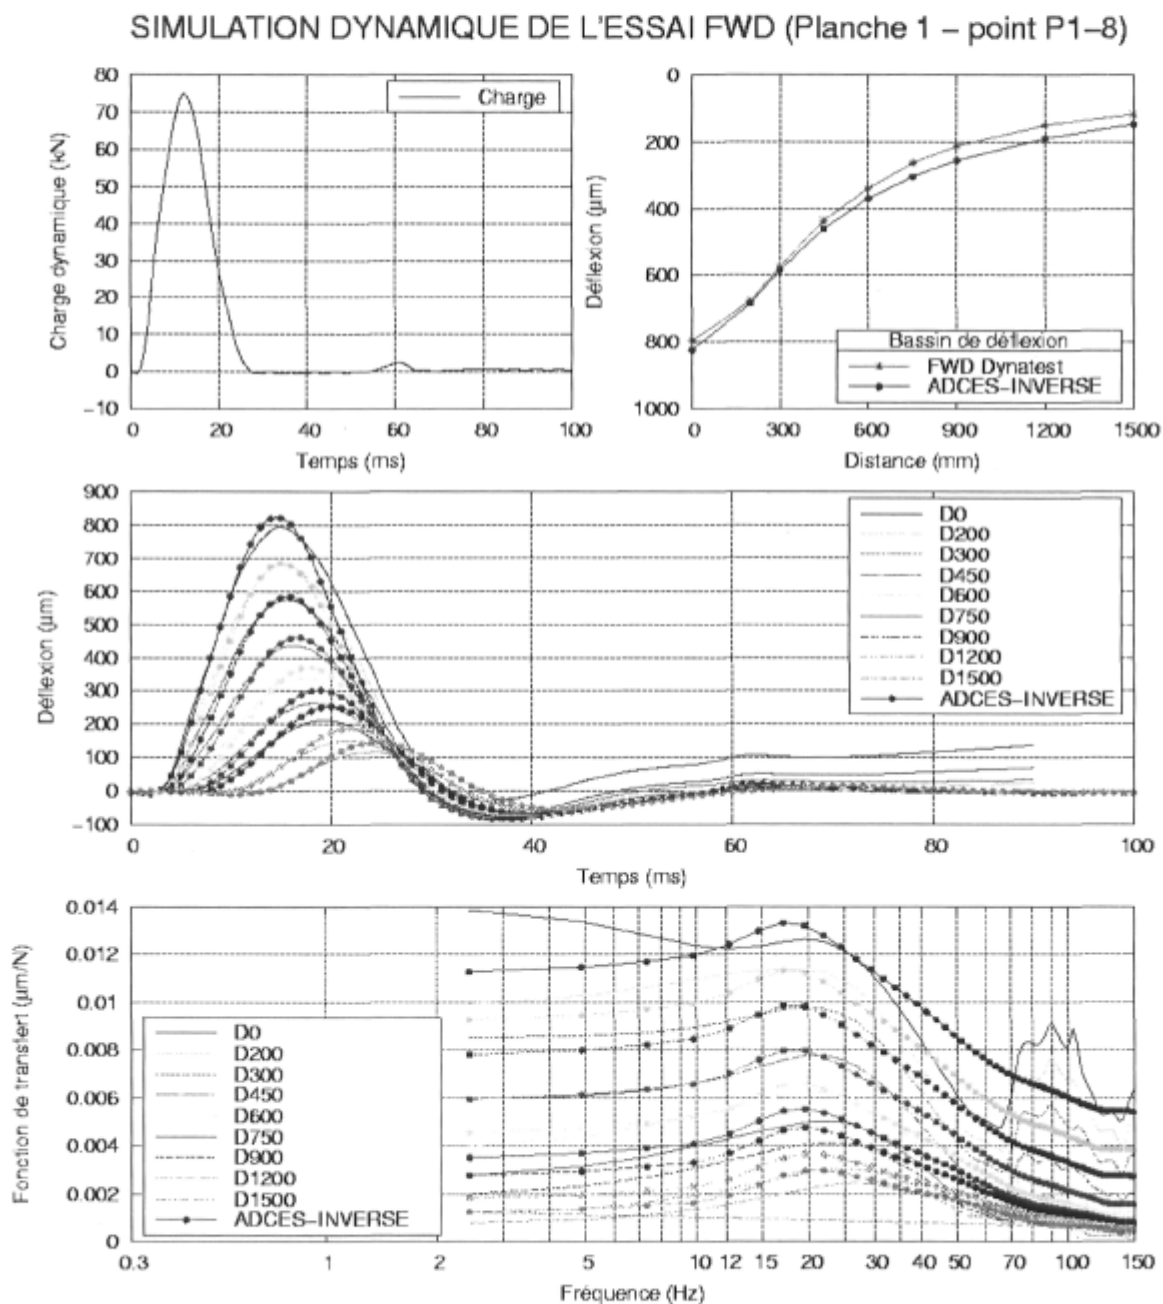 SIMULATION DYNAMIQUE DE L'ESSAI FWD (Planche 1 – point P1–8)
Charge dynamique (kN)
80
70
60
50
40
30
20
10
0
−10
0 20 40 60 80 100
Temps (ms)
Charge
Déflexion (µm)
0
200
400
600
800
1000
0 300 600 900 1200 1500
Distance (mm)
Bassin de déflexion
FWD Dynatest
ADCES−INVERSE
Déflexion (µm)
900
800
700
600
500
400
300
200
100
0
−100
0 20 40 60 80 100
Temps (ms)
D0
D200
D300
D450
D600
D750
D900
D1200
D1500
ADCES−INVERSE
Fonction de transfert (µm/N)
0.014
0.012
0.01
0.008
0.006
0.004
0.002
0
0.3 1 2 5 10 12 15 20 30 40 50 70 100 150
Fréquence (Hz)
D0
D200
D300
D450
D600
D750
D900
D1200
D1500
ADCES−INVERSE